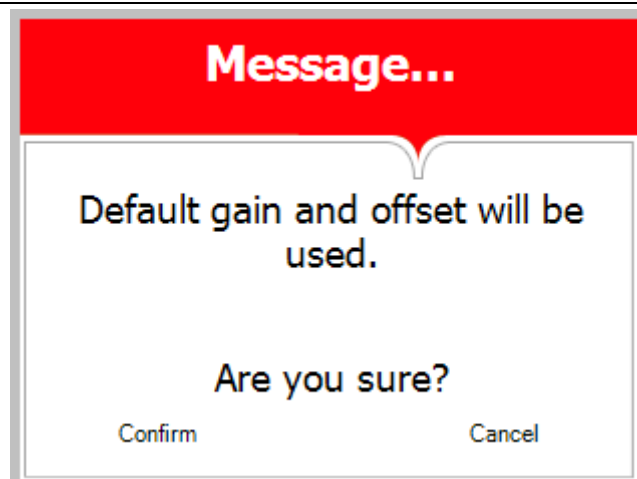 Message...
Default gain and offset will be
used.
Are you sure?
Confirm
Cancel